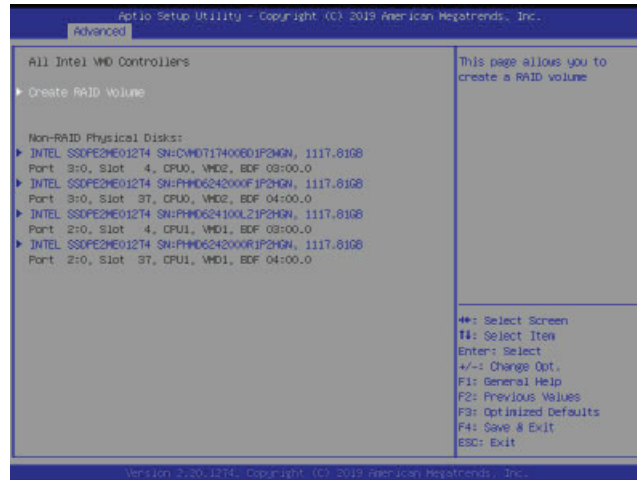 Aptio Setup Utility - Copyright (C) 2019 American Megatrends, Inc.
Advanced
All Intel VMD Controllers
Create RAID Volume
Non-RAID Physical Disks:
INTEL SSDPE2ME012T4 SN:CVMD717400BD1P2WGN, 1117.81GB
Port 3:0, Slot 4, CPU0, VMD2, BDF 03:00.0
INTEL SSDPE2ME012T4 SN:PHMD6242000F1P2HGN, 1117.81GB
Port 3:0, Slot 37, CPU0, VMD2, BDF 04:00.0
INTEL SSDPE2ME012T4 SN:PHMD624100LZ1P2HGN, 1117.81GB
Port 2:0, Slot 4, CPU1, VMD1, BDF 03:00.0
INTEL SSDPE2ME012T4 SN:PHMD6242000R1P2HGN, 1117.81GB
Port 2:0, Slot 37, CPU1, VMD1, BDF 04:00.0
This page allows you to
create a RAID volume
↔: Select Screen
↑↓: Select Item
Enter: Select
+/-: Change Opt.
F1: General Help
F2: Previous Values
F3: Optimized Defaults
F4: Save & Exit
ESC: Exit
Version 2.20.1274. Copyright (C) 2019 American Megatrends, Inc.